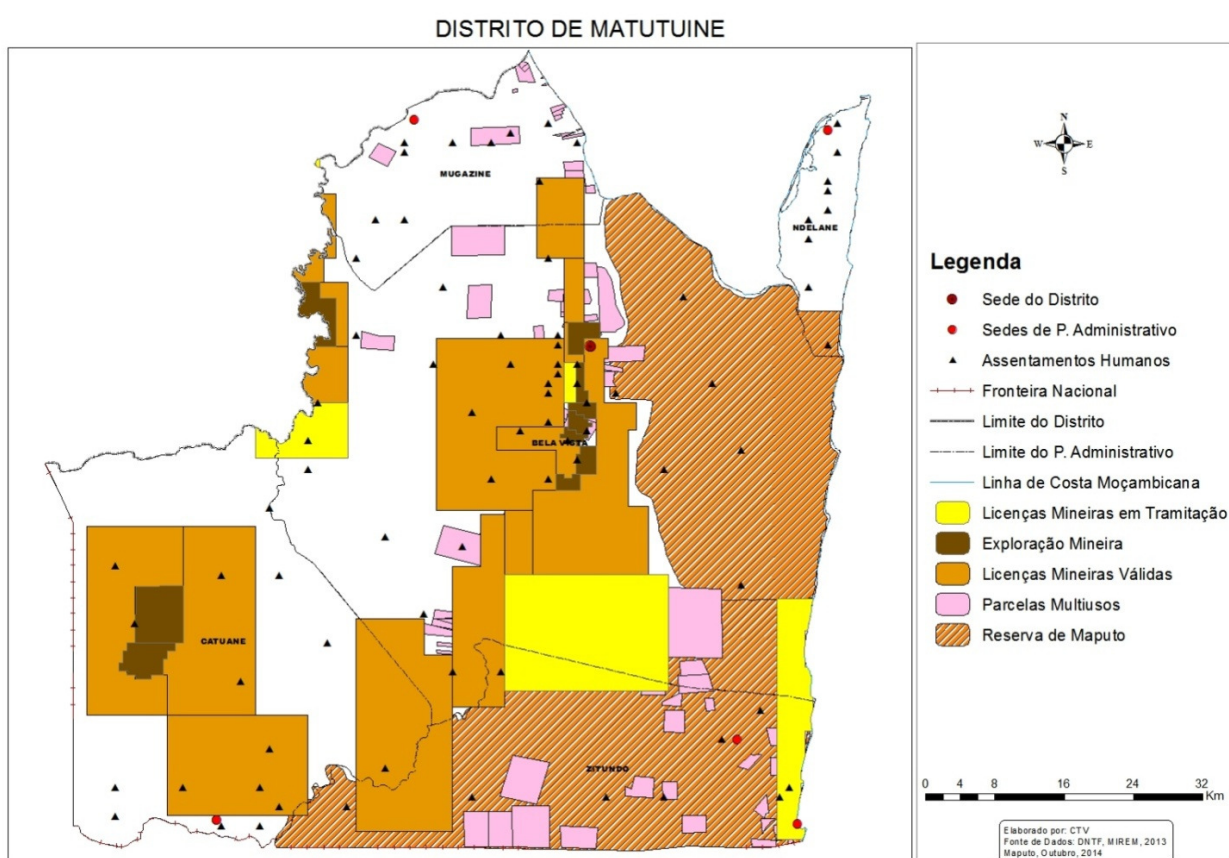 DISTRITO DE MATUTUINE
MUGAZINE
NDELANE
BELA VISTA
CATUANE
ZITUNDO
N
W E
S
Legenda
Sede do Distrito
Sedes de P. Administrativo
Assentamentos Humanos
Fronteira Nacional
Limite do Distrito
Limite do P. Administrativo
Linha de Costa Moçambicana
Licenças Mineiras em Tramitação
Exploração Mineira
Licenças Mineiras Válidas
Parcelas Multiusos
Reserva de Maputo
0 4 8 16 24 32
Km
Elaborado por: CTV
Fonte de Dados: DNTF, MIREM, 2013
Maputo, Outubro, 2014